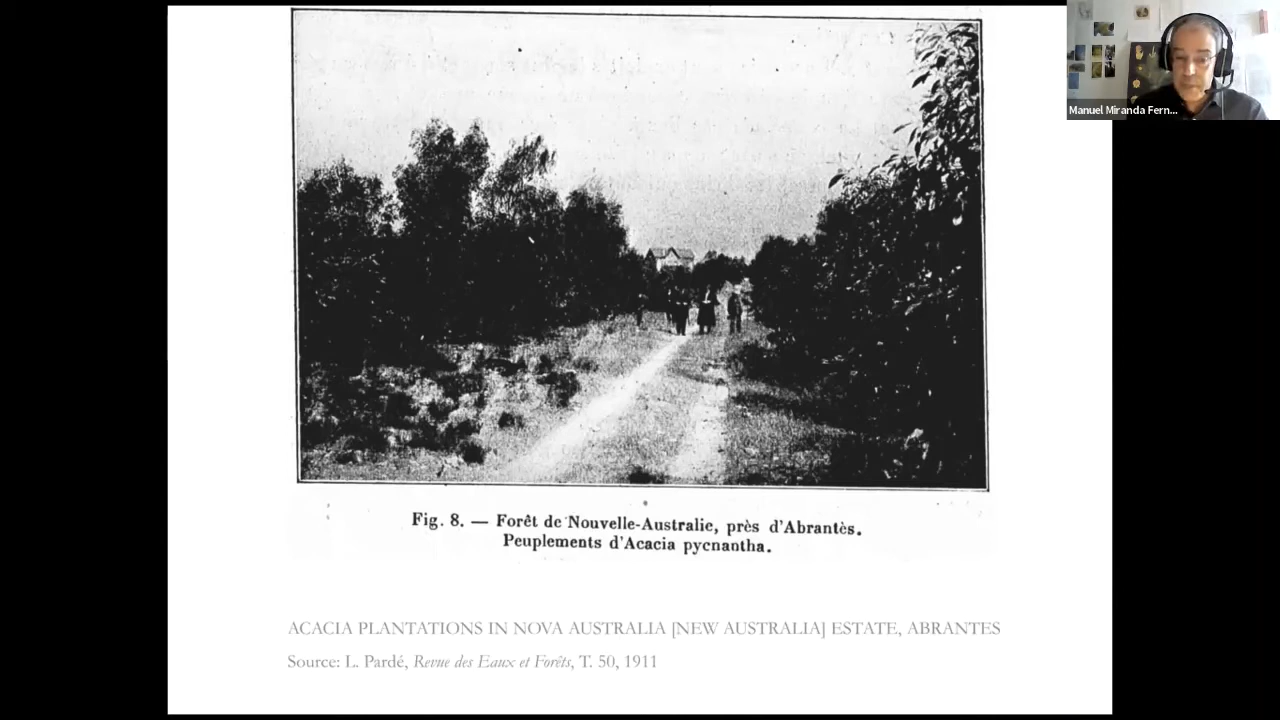 Manuel Miranda Fern...
Fig. 8. — Forêt de Nouvelle-Australie, près d'Abrantès.
Peuplements d'Acacia pycnantha.
ACACIA PLANTATIONS IN NOVA AUSTRALIA [NEW AUSTRALIA] ESTATE, ABRANTES
Source: L. Pardé, Revue des Eaux et Forêts, T. 50, 1911